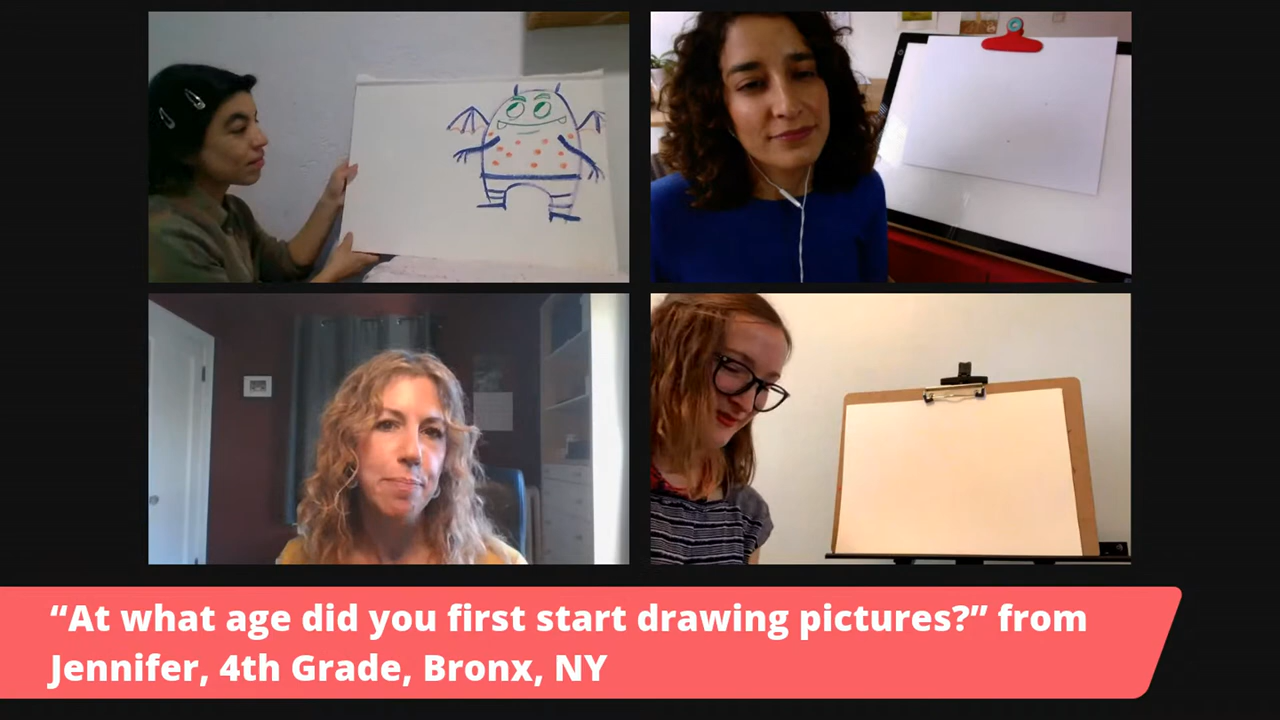 “At what age did you first start drawing pictures?” from
Jennifer, 4th Grade, Bronx, NY